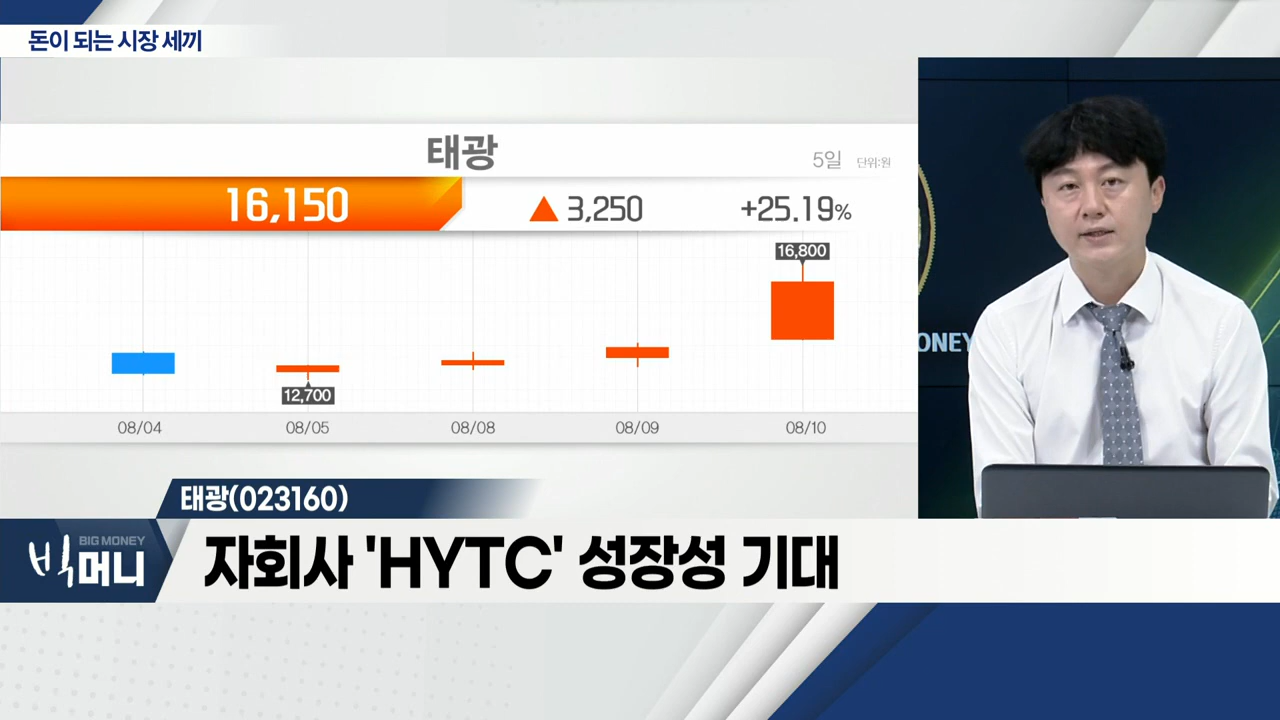 돈이 되는 시장 세끼
태광
5일 단위:원
16,150 ▲ 3,250 +25.19%
16,800
12,700
08/04 08/05 08/08 08/09 08/10
ONEY
태광(023160)
BIG MONEY
빅머니
자회사 'HYTC' 성장성 기대